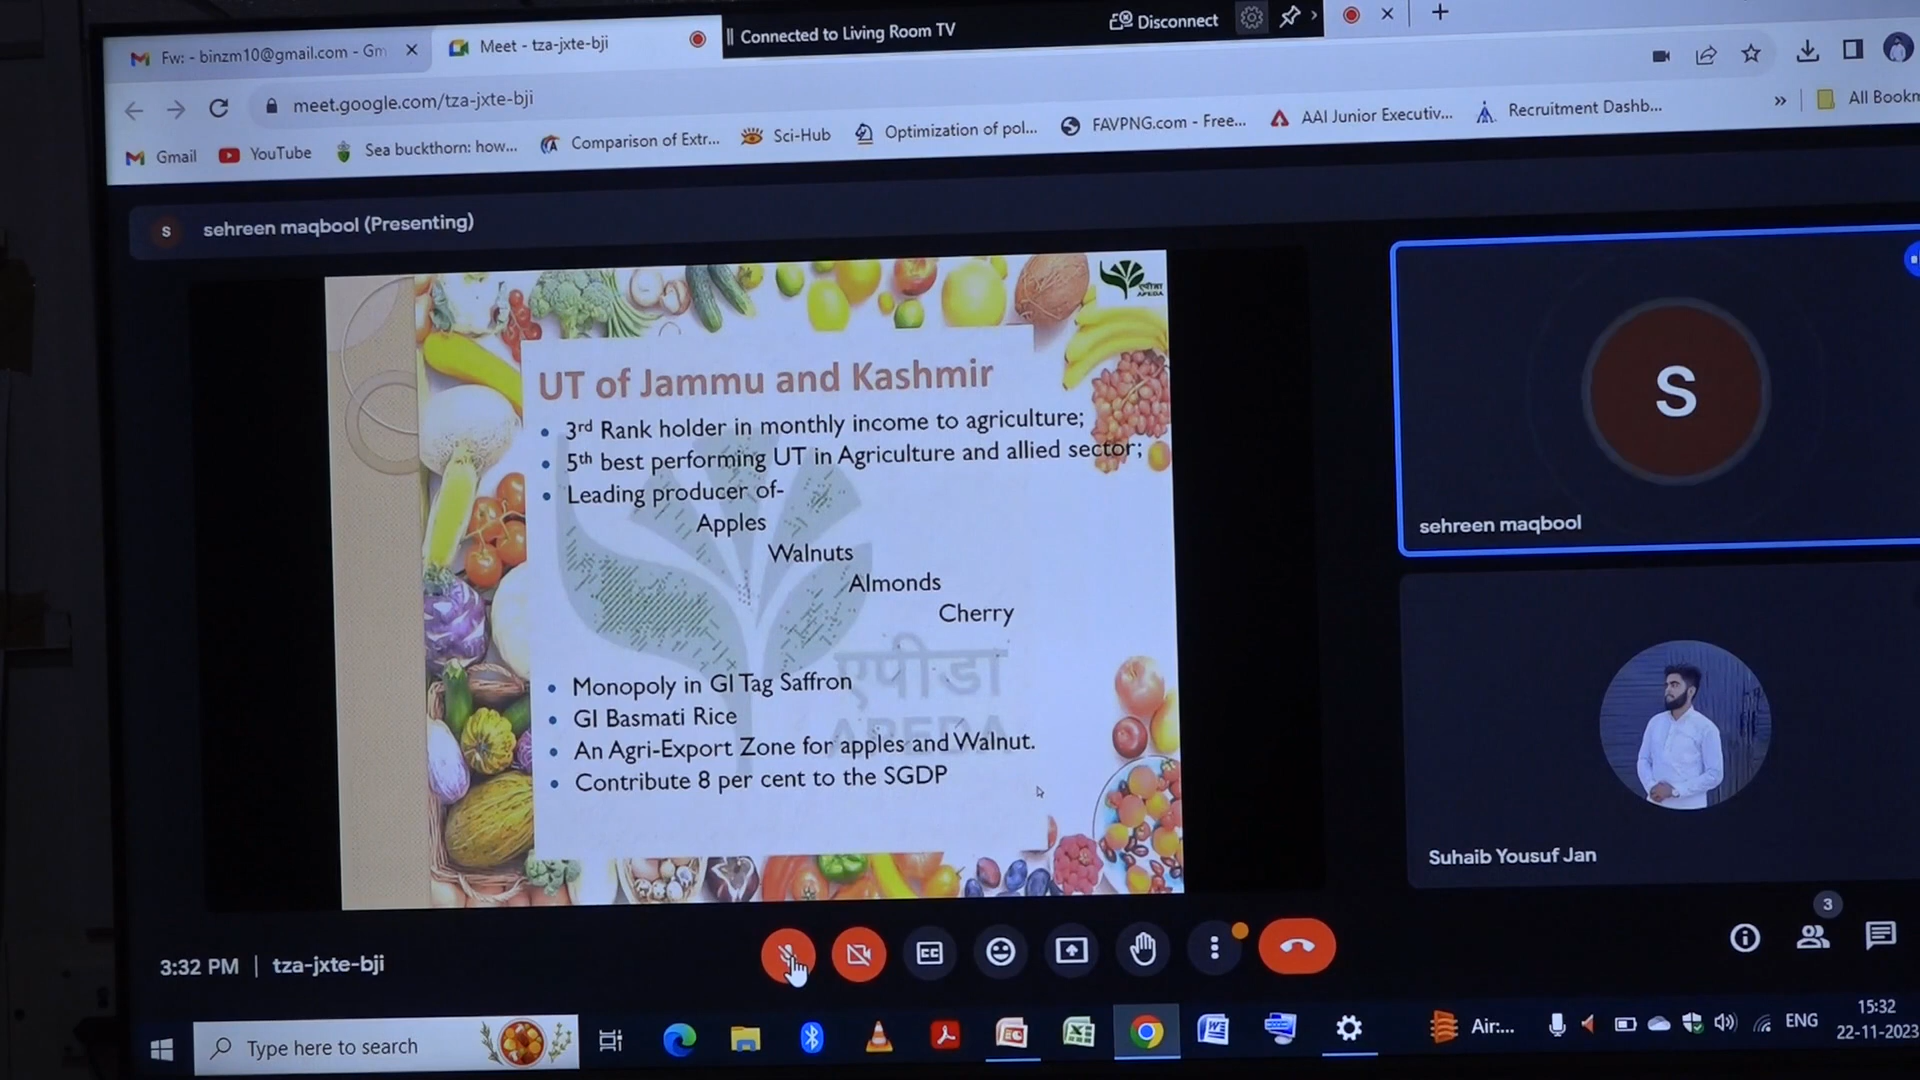 Fw: - binzm10@gmail.com - Gm
Meet - tza-jxte-bji
Connected to Living Room TV
Disconnect
meet.google.com/tza-jxte-bji
Gmail
YouTube
Sea buckthorn: how...
Comparison of Extr...
Sci-Hub
Optimization of pol...
FAVPNG.com - Free...
AAI Junior Executiv...
Recruitment Dashb...
All Bookm
S
sehreen maqbool (Presenting)
एपीडा
APEDA
UT of Jammu and Kashmir
• 3rd Rank holder in monthly income to agriculture;
• 5th best performing UT in Agriculture and allied sector;
• Leading producer of-
Apples
Walnuts
Almonds
Cherry
एपीडा
APEDA
• Monopoly in GI Tag Saffron
• GI Basmati Rice
• An Agri-Export Zone for apples and Walnut.
• Contribute 8 per cent to the SGDP
S
sehreen maqbool
Suhaib Yousuf Jan
3:32 PM | tza-jxte-bji
CC
3
Type here to search
Air:...
ENG
15:32
22-11-2023